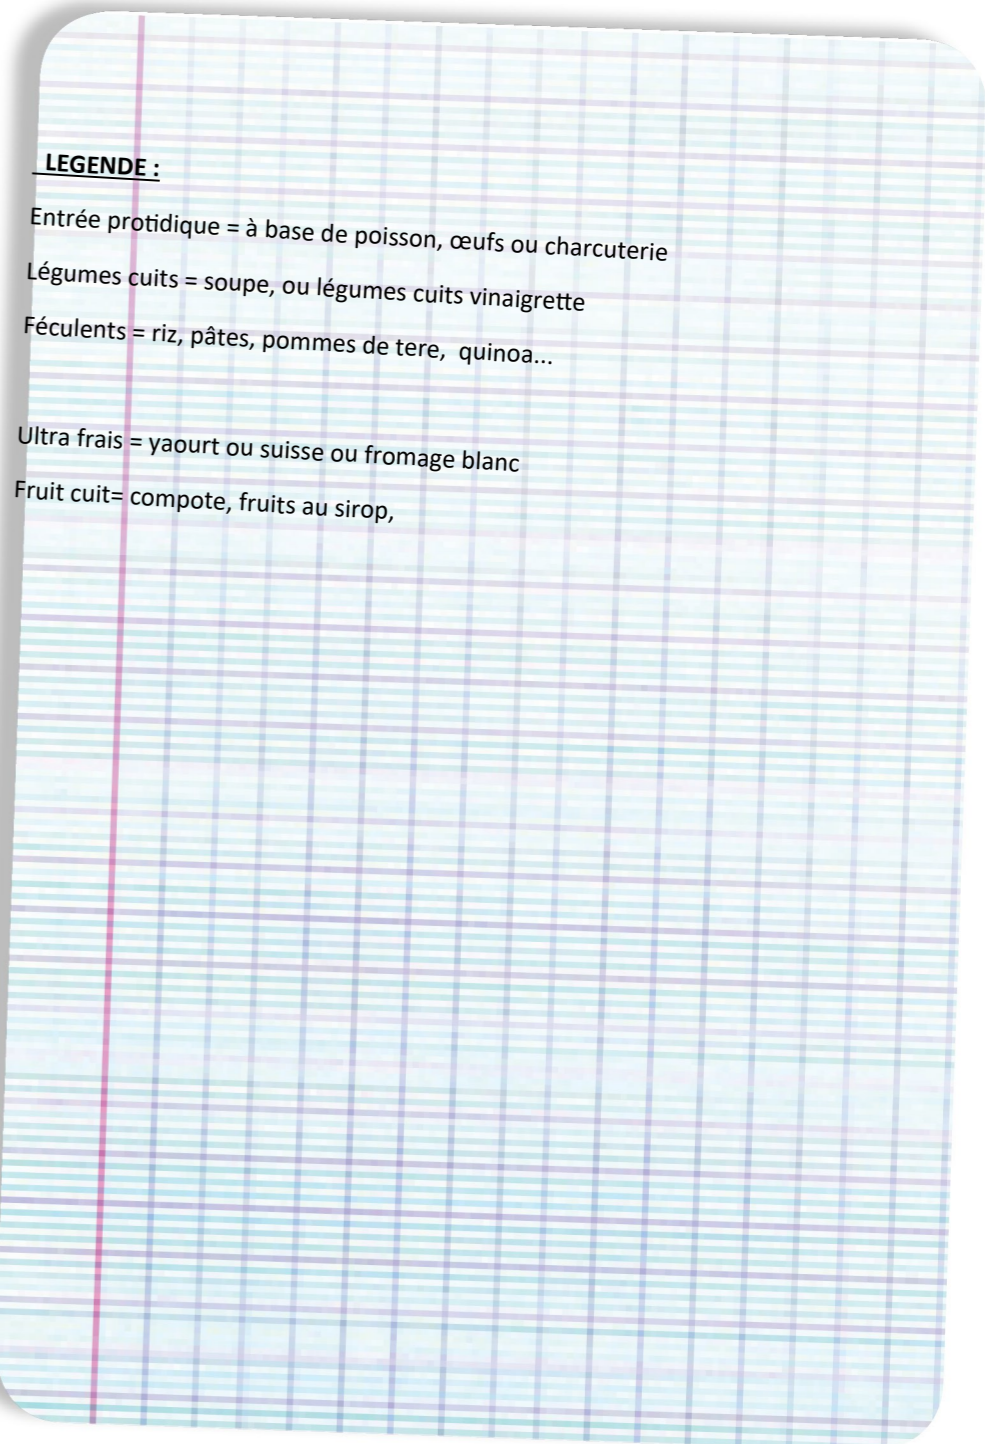 LEGENDE :
Entrée protidique = à base de poisson, œufs ou charcuterie
Légumes cuits = soupe, ou légumes cuits vinaigrette
Féculents = riz, pâtes, pommes de tere,  quinoa...
Ultra frais = yaourt ou suisse ou fromage blanc
Fruit cuit= compote, fruits au sirop,